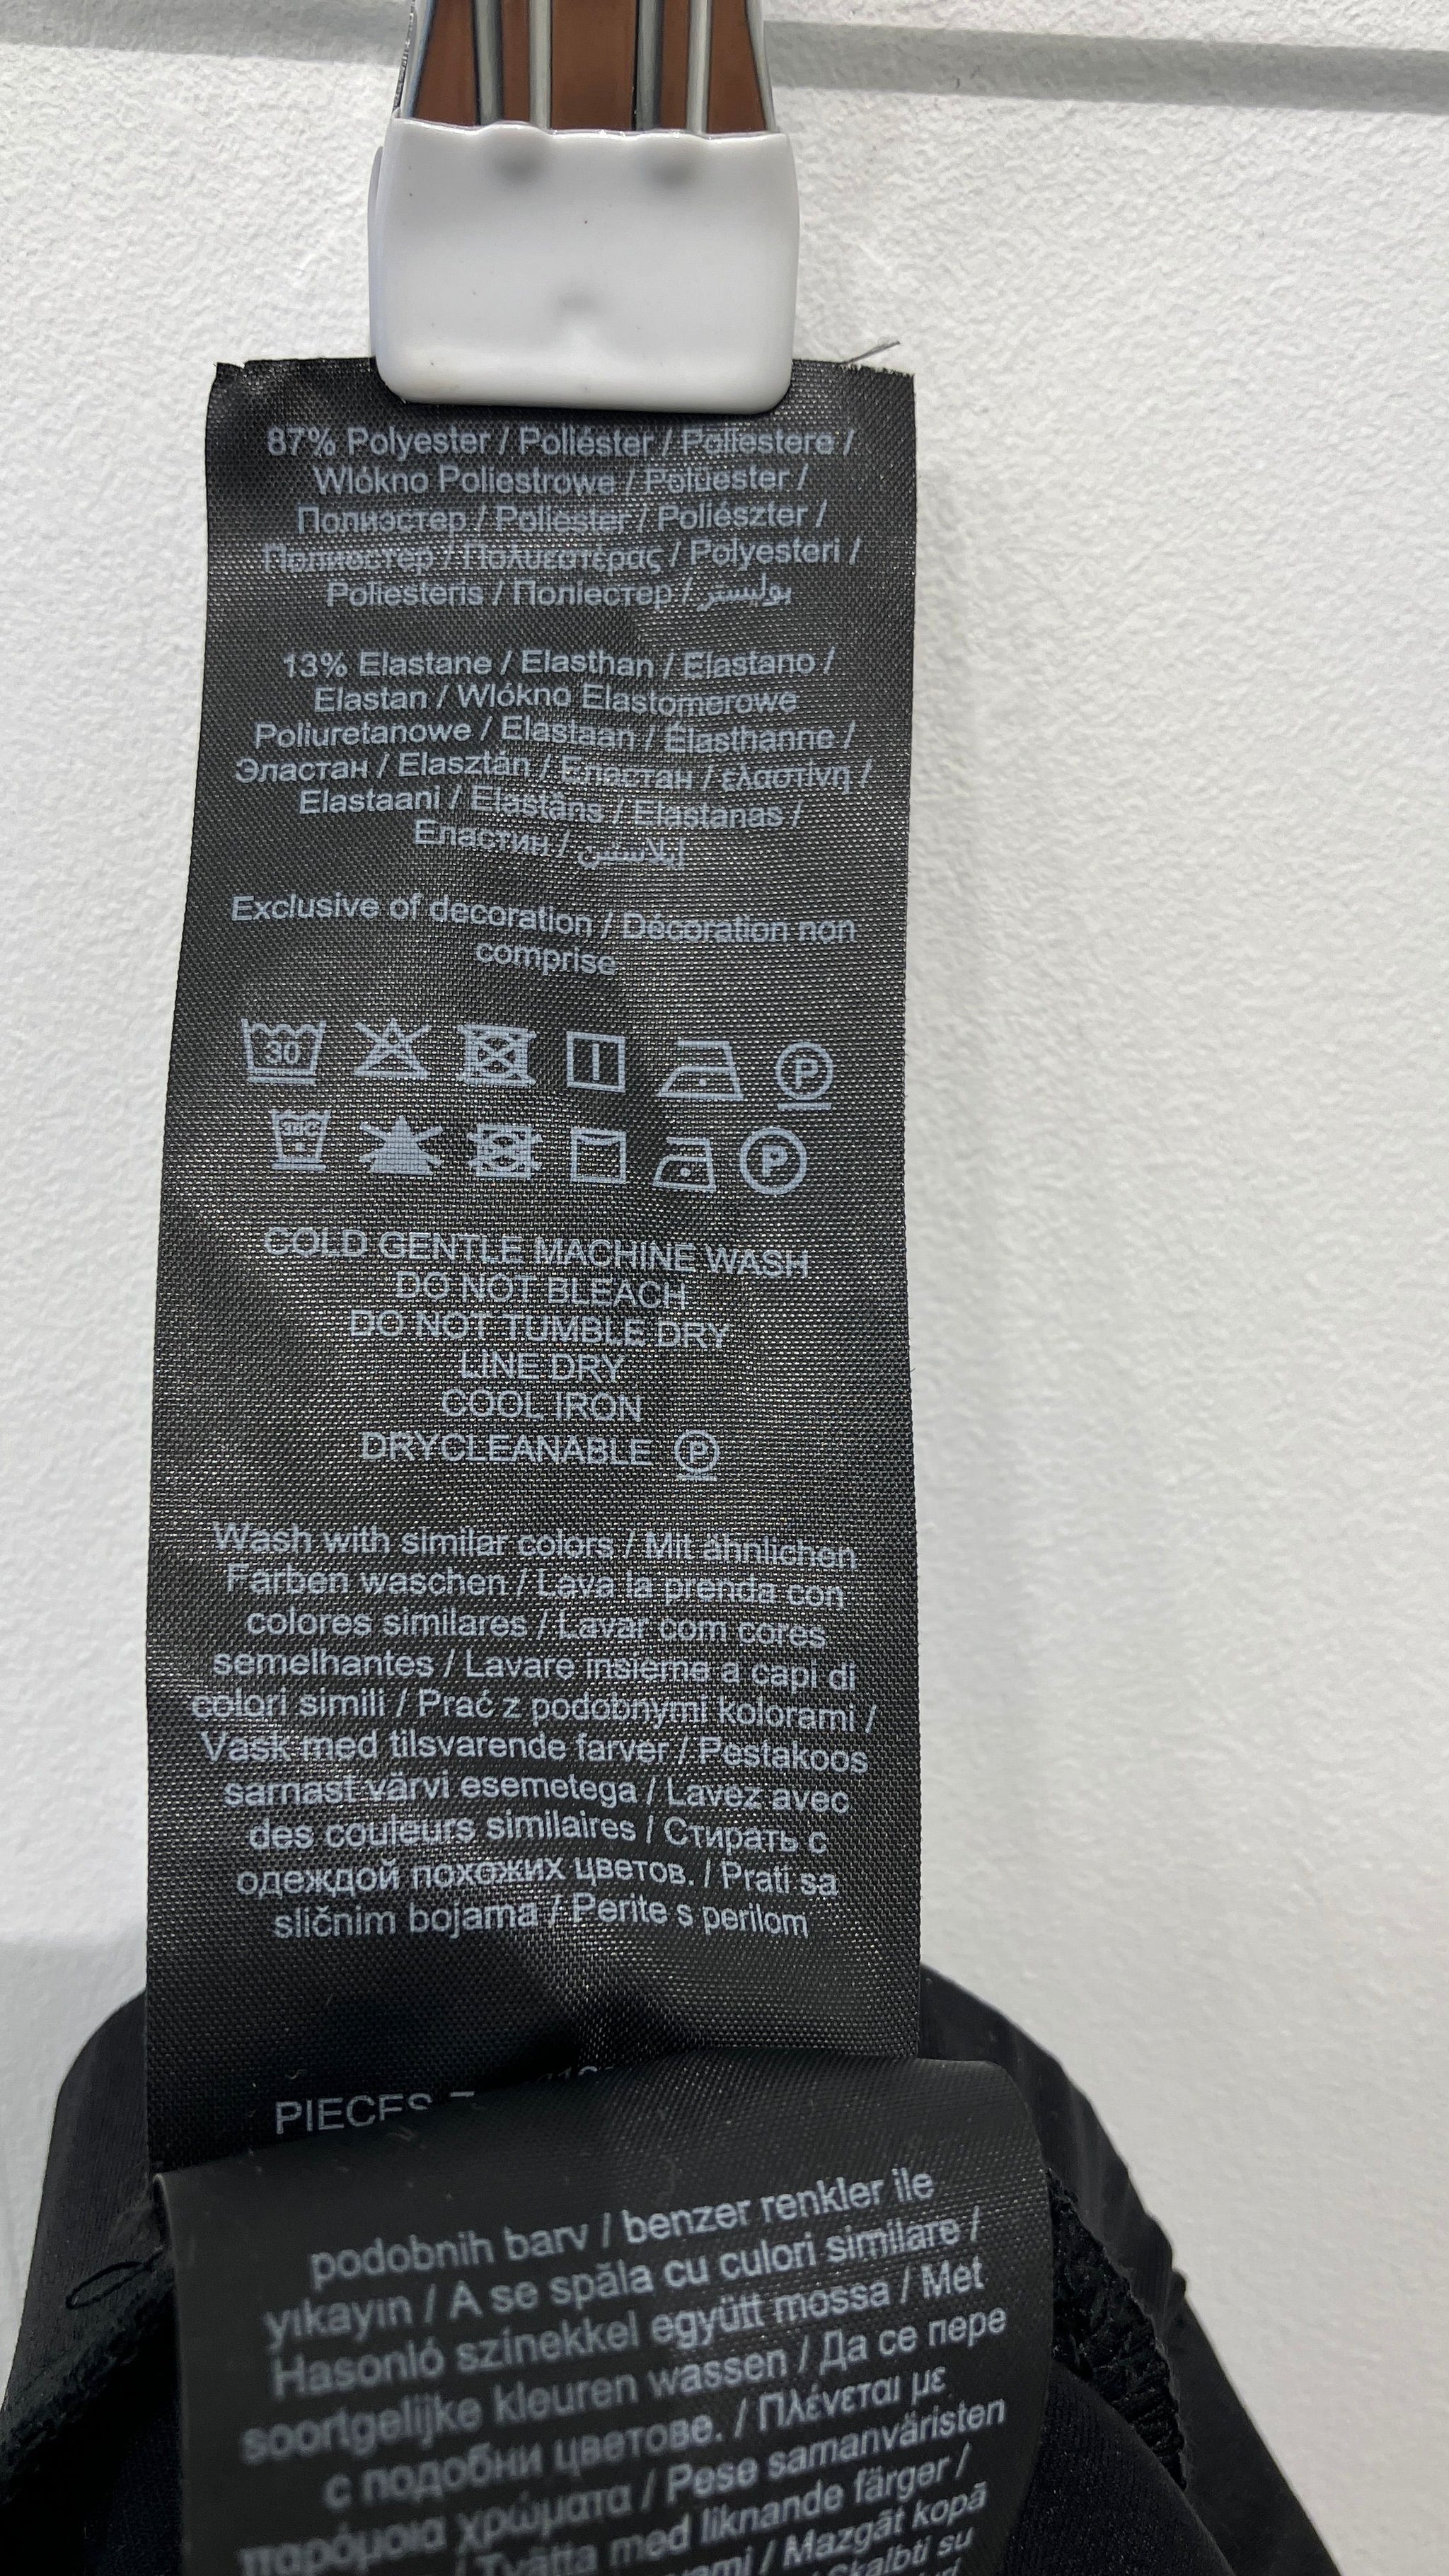 87% Polyester / Poliéster / Poliestere /
Wlókno Poliestrowe / Polüester /
Полиэстер / Poliester / Poliészter /
Полиестер / Πολυεστέρας / Polyesteri /
Poliesteris / Поліестер / بوليستر
13% Elastane / Elasthan / Elastano /
Elastan / Wlókno Elastomerowe
Poliuretanowe / Elastaan / Élasthanne /
Эластан / Elasztán / Еластан / ελαστίνη /
Elastaani / Elastāns / Elastanas /
Еластин / إيلاستين
Exclusive of decoration / Décoration non
comprise
30 P
P
COLD GENTLE MACHINE WASH
DO NOT BLEACH
DO NOT TUMBLE DRY
LINE DRY
COOL IRON
DRYCLEANABLE P
Wash with similar colors / Mit ähnlichen
Farben waschen / Lava la prenda con
colores similares / Lavar com cores
semelhantes / Lavare insieme a capi di
colori simili / Prać z podobnymi kolorami /
Vask med tilsvarende farver / Pestakoos
sarnast värvi esemetega / Lavez avec
des couleurs similaires / Стирать с
одеждой похожих цветов. / Prati sa
sličnim bojama / Perite s perilom
PIECES
podobnih barv / benzer renkler ile
yıkayın / A se spăla cu culori similare /
Hasonló színekkel együtt mossa / Met
soortgelijke kleuren wassen / Да се пере
с подобни цветове. / Πλένεται με
παρόμοια χρώματα / Pese samanväristen
/ Tvätta med liknande färger /
/ Mazgāt kopā
/ Skalbti su